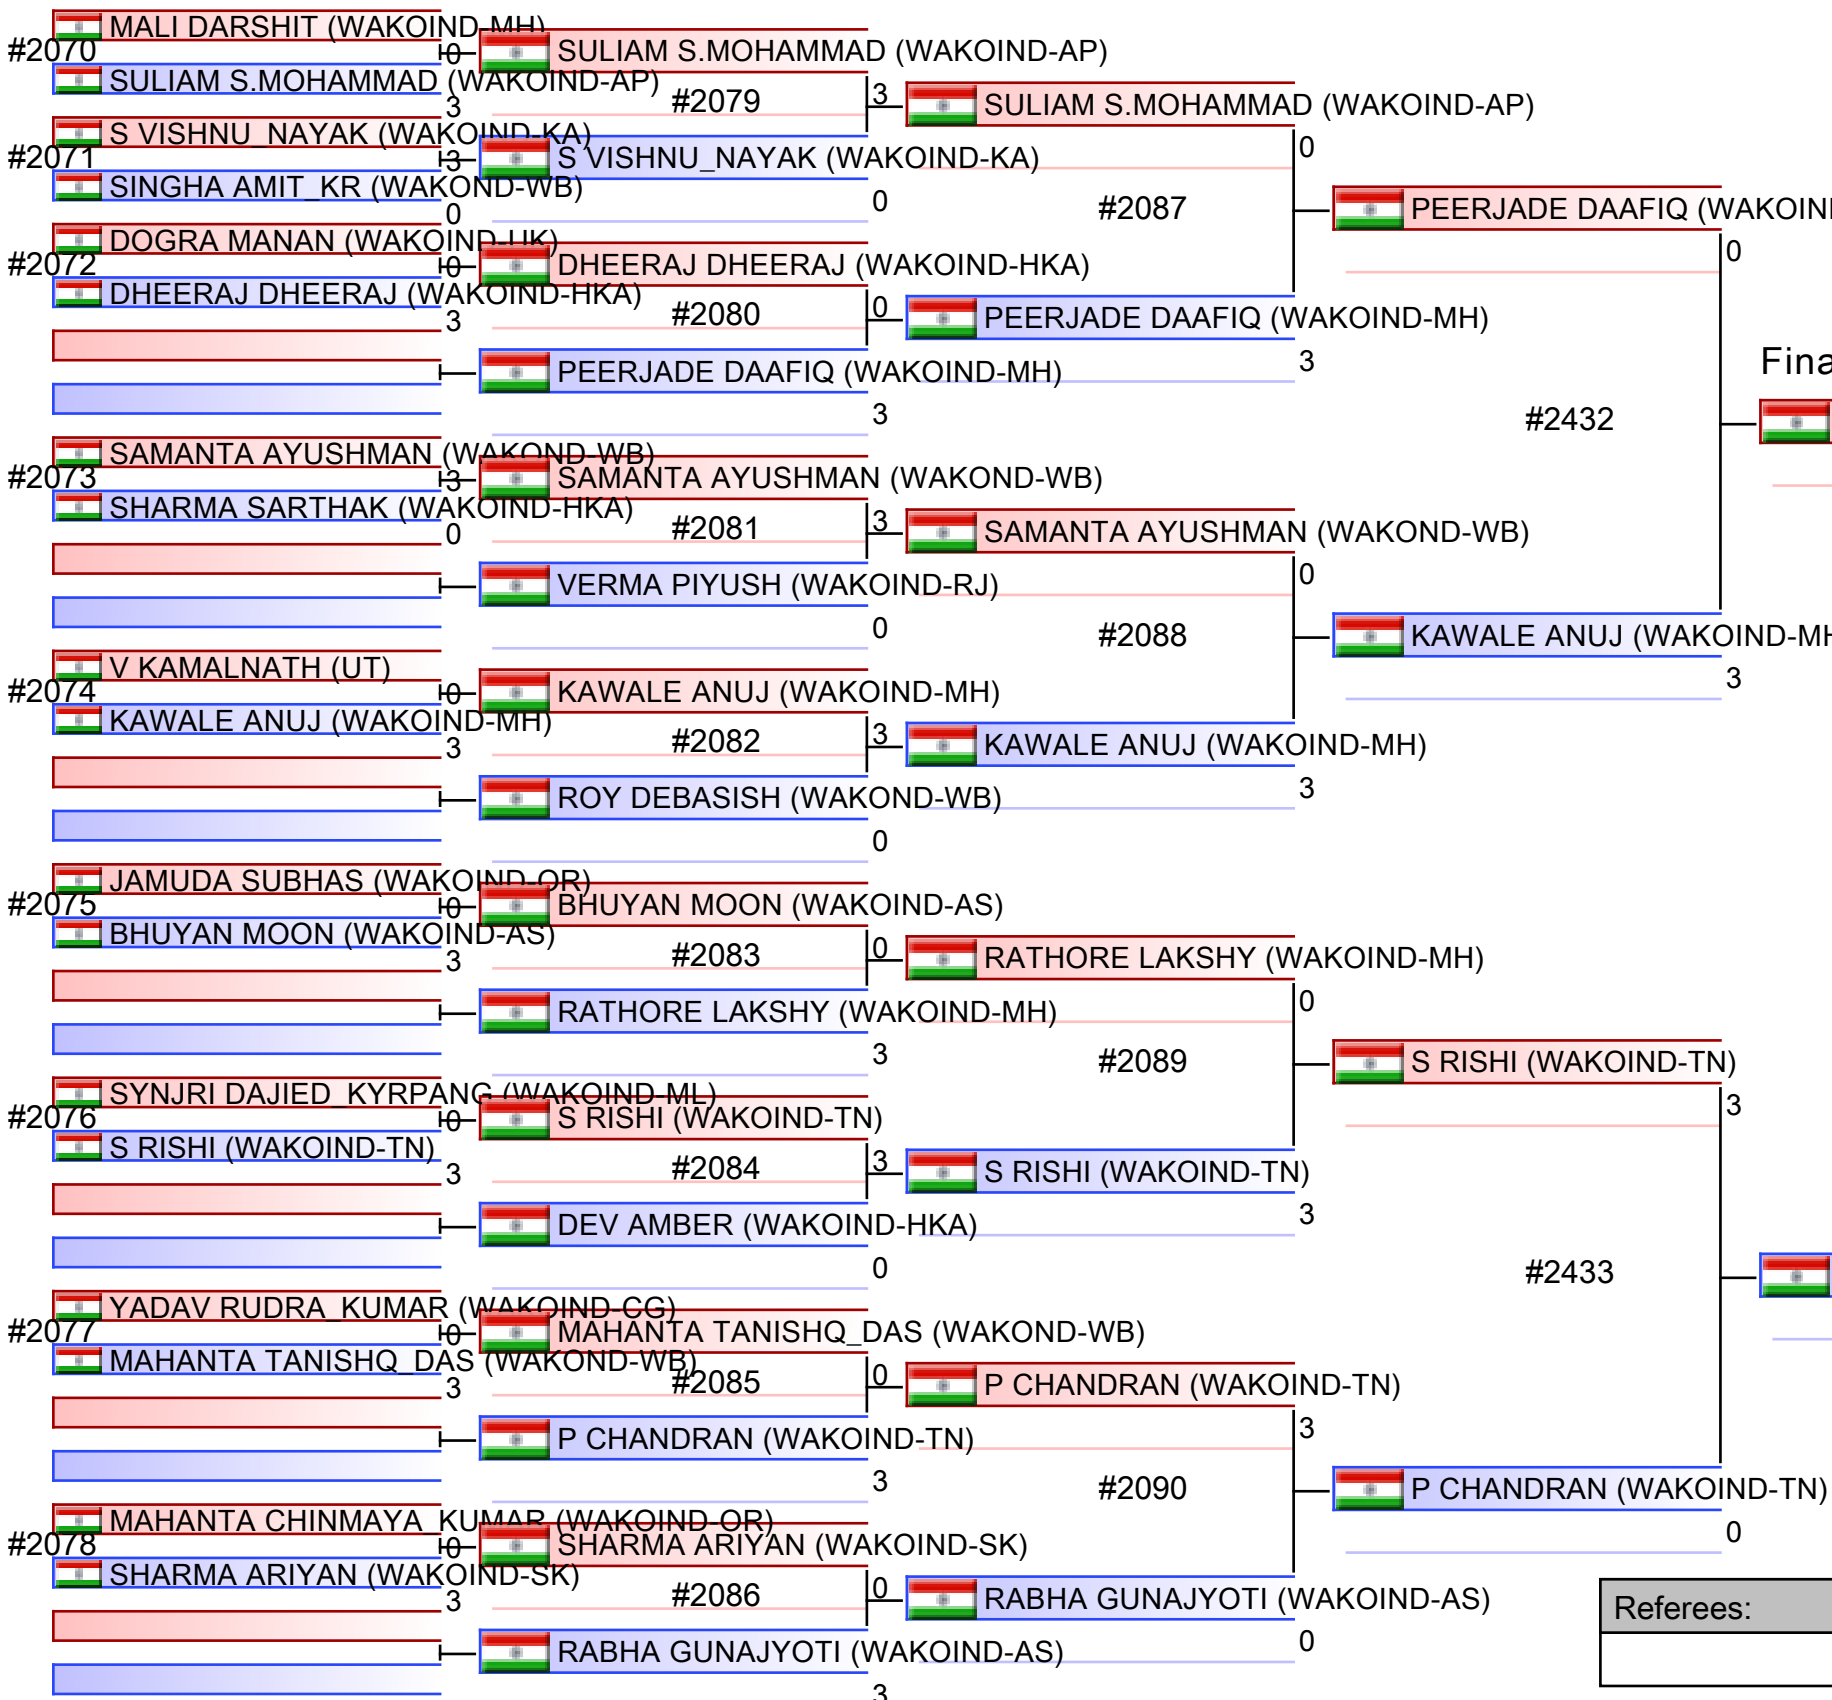 #2070
MALI DARSHIT (WAKOIND-MH)
0
SULIAM S.MOHAMMAD (WAKOIND-AP)
3
#2071
S VISHNU_NAYAK (WAKOIND-KA)
3
SINGHA AMIT_KR (WAKOND-WB)
0
#2072
DOGRA MANAN (WAKOIND-UK)
0
DHEERAJ DHEERAJ (WAKOIND-HKA)
3
#2073
SAMANTA AYUSHMAN (WAKOND-WB)
3
SHARMA SARTHAK (WAKOIND-HKA)
0
#2074
V KAMALNATH (UT)
0
KAWALE ANUJ (WAKOIND-MH)
3
#2075
JAMUDA SUBHAS (WAKOIND-OR)
0
BHUYAN MOON (WAKOIND-AS)
3
#2076
SYNJRI DAJIED_KYRPANG (WAKOIND-ML)
0
S RISHI (WAKOIND-TN)
3
#2077
YADAV RUDRA_KUMAR (WAKOIND-CG)
0
MAHANTA TANISHQ_DAS (WAKOND-WB)
3
#2078
MAHANTA CHINMAYA_KUMAR (WAKOIND-OR)
0
SHARMA ARIYAN (WAKOIND-SK)
3
SULIAM S.MOHAMMAD (WAKOIND-AP)
#2079
3
S VISHNU_NAYAK (WAKOIND-KA)
0
DHEERAJ DHEERAJ (WAKOIND-HKA)
#2080
0
PEERJADE DAAFIQ (WAKOIND-MH)
3
SAMANTA AYUSHMAN (WAKOND-WB)
#2081
3
VERMA PIYUSH (WAKOIND-RJ)
0
KAWALE ANUJ (WAKOIND-MH)
#2082
3
ROY DEBASISH (WAKOND-WB)
0
BHUYAN MOON (WAKOIND-AS)
#2083
0
RATHORE LAKSHY (WAKOIND-MH)
3
S RISHI (WAKOIND-TN)
#2084
3
DEV AMBER (WAKOIND-HKA)
0
MAHANTA TANISHQ_DAS (WAKOND-WB)
#2085
0
P CHANDRAN (WAKOIND-TN)
3
SHARMA ARIYAN (WAKOIND-SK)
#2086
0
RABHA GUNAJYOTI (WAKOIND-AS)
3
SULIAM S.MOHAMMAD (WAKOIND-AP)
0
#2087
PEERJADE DAAFIQ (WAKOIND-MH)
3
SAMANTA AYUSHMAN (WAKOND-WB)
0
#2088
KAWALE ANUJ (WAKOIND-MH)
3
RATHORE LAKSHY (WAKOIND-MH)
0
#2089
S RISHI (WAKOIND-TN)
3
P CHANDRAN (WAKOIND-TN)
3
#2090
RABHA GUNAJYOTI (WAKOIND-AS)
0
PEERJADE DAAFIQ (WAKOIN
0
#2432
KAWALE ANUJ (WAKOIND-MH
3
S RISHI (WAKOIND-TN)
3
#2433
P CHANDRAN (WAKOIND-TN)
0
Fina
Referees: